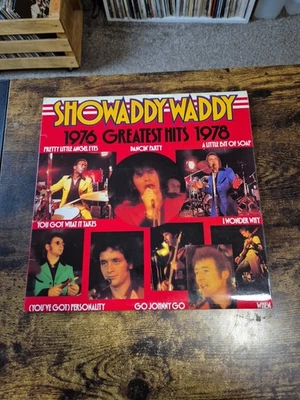 SHOWADDYWADDY
1976 GREATEST HITS 1978
PRETTY LITTLE ANGEL EYES
DANCIN' PARTY
A LITTLE BIT OF SOAP
YOU GOT WHAT IT TAKES
I WONDER WHY
(YOU'VE GOT) PERSONALITY
GO JOHNNY GO
WHEN